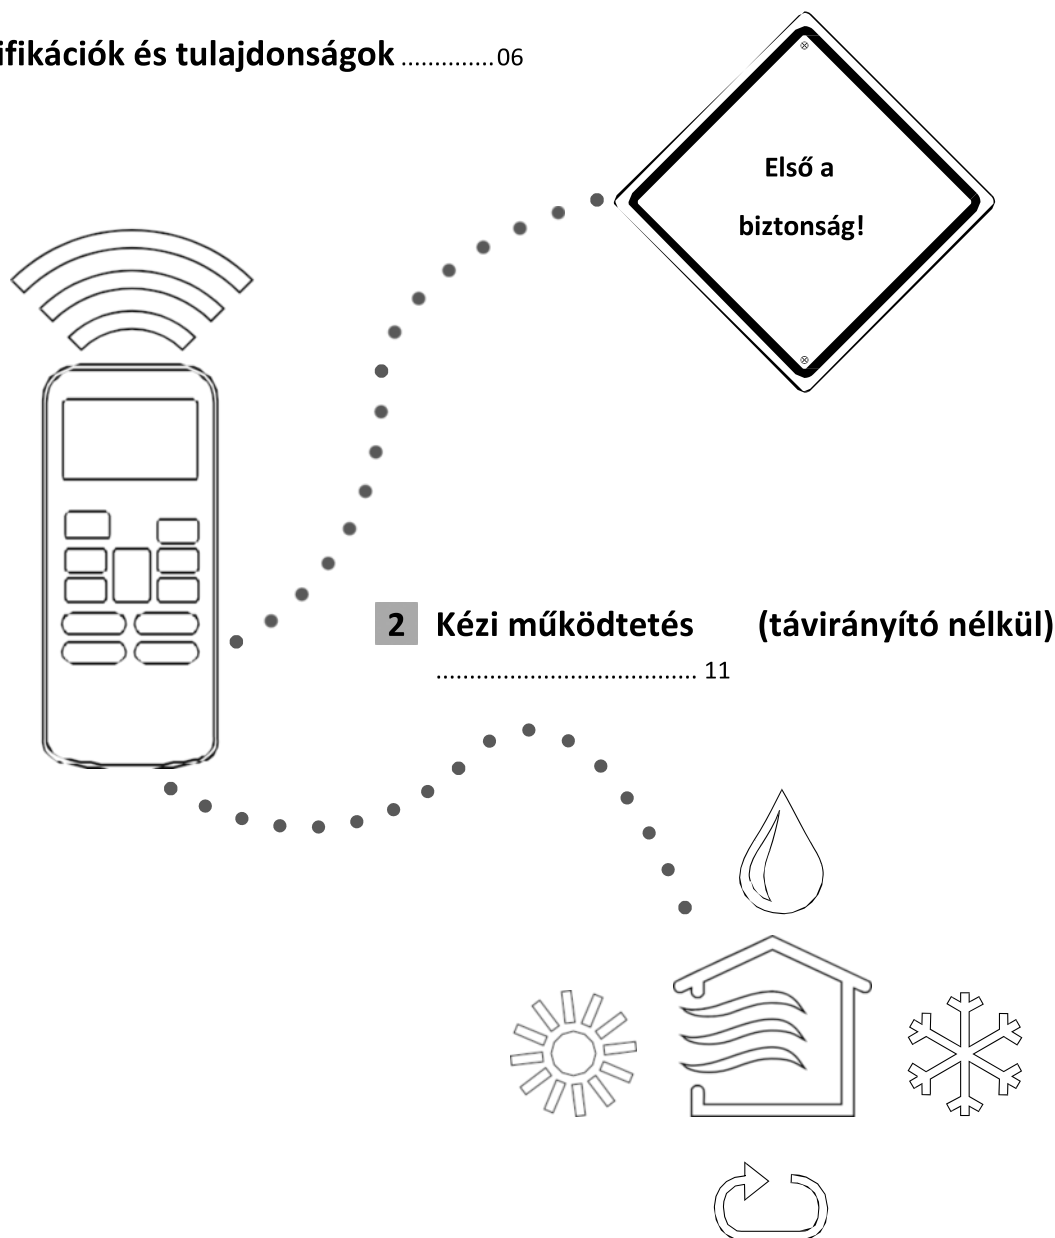 ifikációk és tulajdonságok ..............06
Első a
biztonság!
2 Kézi működtetés (távirányító nélkül)
....................................... 11